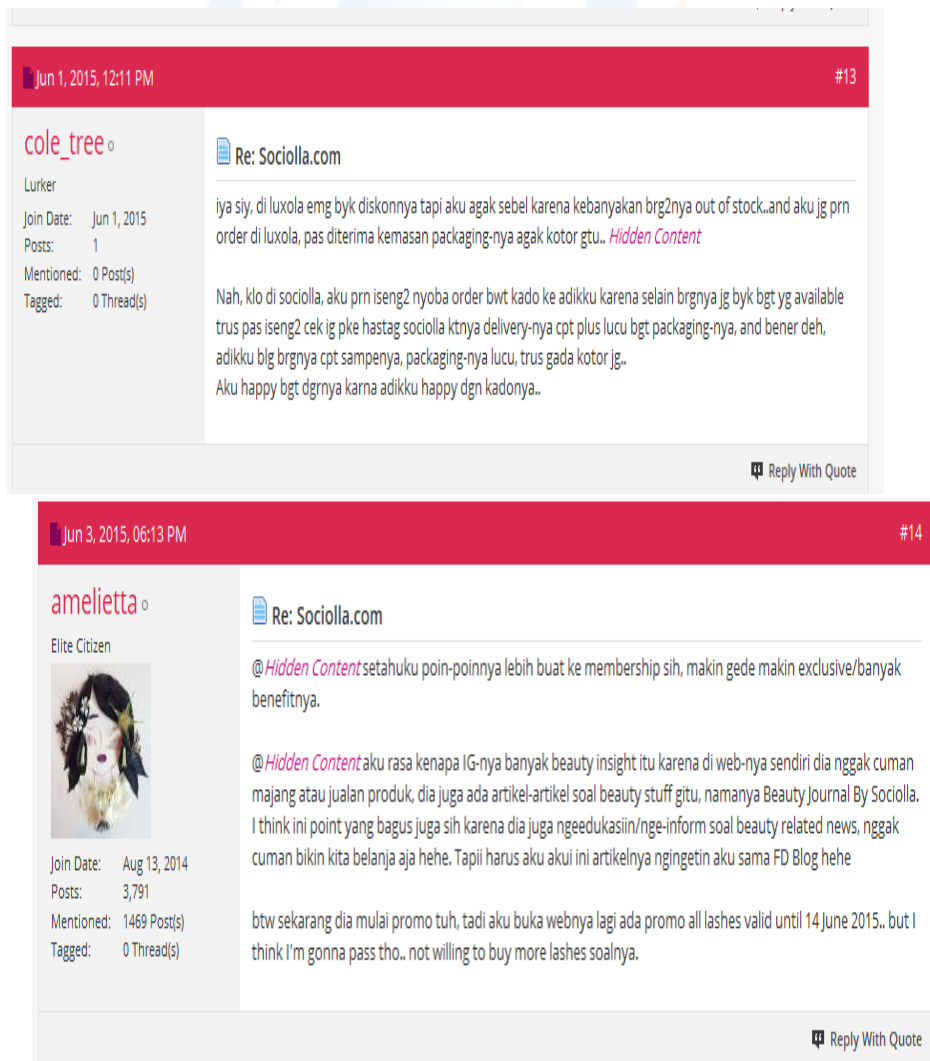 Jun 1, 2015, 12:11 PM #13
cole_tree
Lurker
Join Date: Jun 1, 2015
Posts: 1
Mentioned: 0 Post(s)
Tagged: 0 Thread(s)
Re: Sociolla.com
iya siy, di luxola emg byk diskonnya tapi aku agak sebel karena kebanyakan brg2nya out of stock..and aku jg prn
order di luxola, pas diterima kemasan packaging-nya agak kotor gtu.. Hidden Content
Nah, klo di sociolla, aku prn iseng2 nyoba order bwt kado ke adikku karena selain brgnya jg byk bgt yg available
trus pas iseng2 cek ig pke hastag sociolla ktnya delivery-nya cpt plus lucu bgt packaging-nya, and bener deh,
adikku blg brgnya cpt sampenya, packaging-nya lucu, trus gada kotor jg..
Aku happy bgt dgrnya karna adikku happy dgn kadonya..
Reply With Quote
Jun 3, 2015, 06:13 PM #14
amelietta
Elite Citizen
Join Date: Aug 13, 2014
Posts: 3,791
Mentioned: 1469 Post(s)
Tagged: 0 Thread(s)
Re: Sociolla.com
@Hidden Content setahuku poin-poinnya lebih buat ke membership sih, makin gede makin exclusive/banyak
benefitnya.
@Hidden Content aku rasa kenapa IG-nya banyak beauty insight itu karena di web-nya sendiri dia nggak cuman
majang atau jualan produk, dia juga ada artikel-artikel soal beauty stuff gitu, namanya Beauty Journal By Sociolla.
I think ini point yang bagus juga sih karena dia juga ngeedukasiin/nge-inform soal beauty related news, nggak
cuman bikin kita belanja aja hehe. Tapii harus aku akui ini artikelnya ngingetin aku sama FD Blog hehe
btw sekarang dia mulai promo tuh, tadi aku buka webnya lagi ada promo all lashes valid until 14 June 2015.. but I
think I'm gonna pass tho.. not willing to buy more lashes soalnya.
Reply With Quote